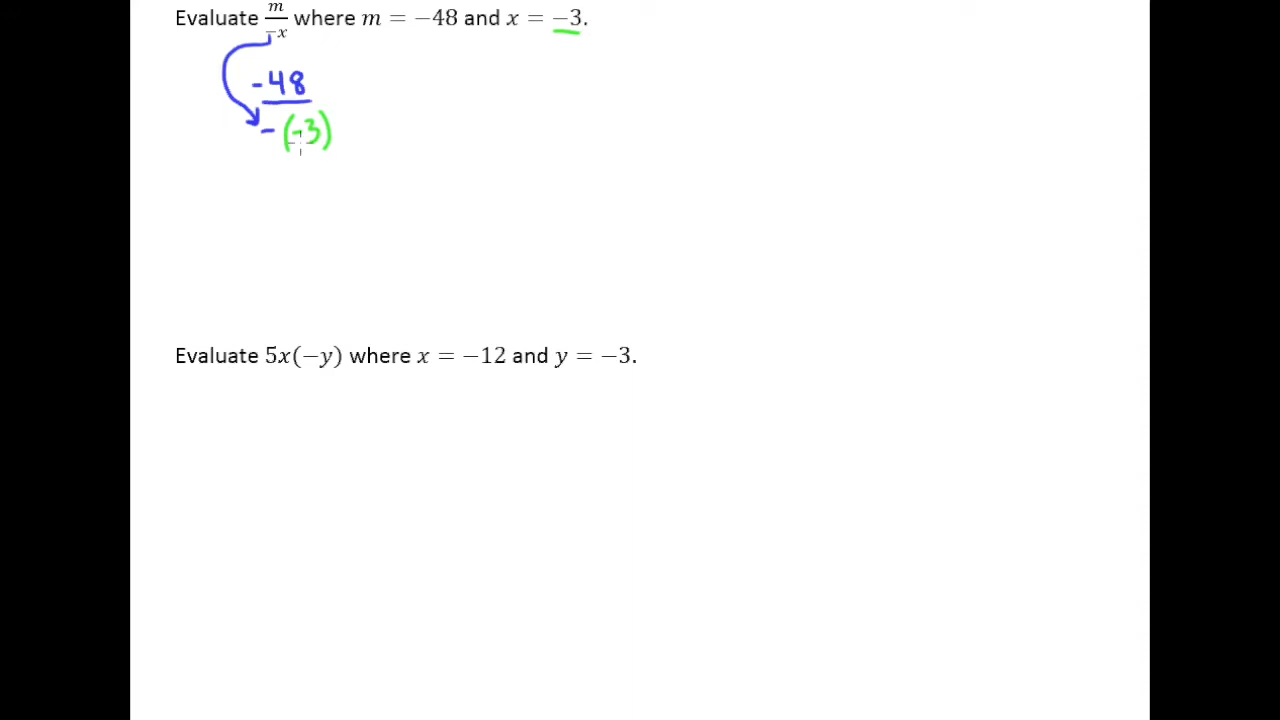 Evaluate m/−x where m = −48 and x = −3.
-48
-(-3)
Evaluate 5x(−y) where x = −12 and y = −3.